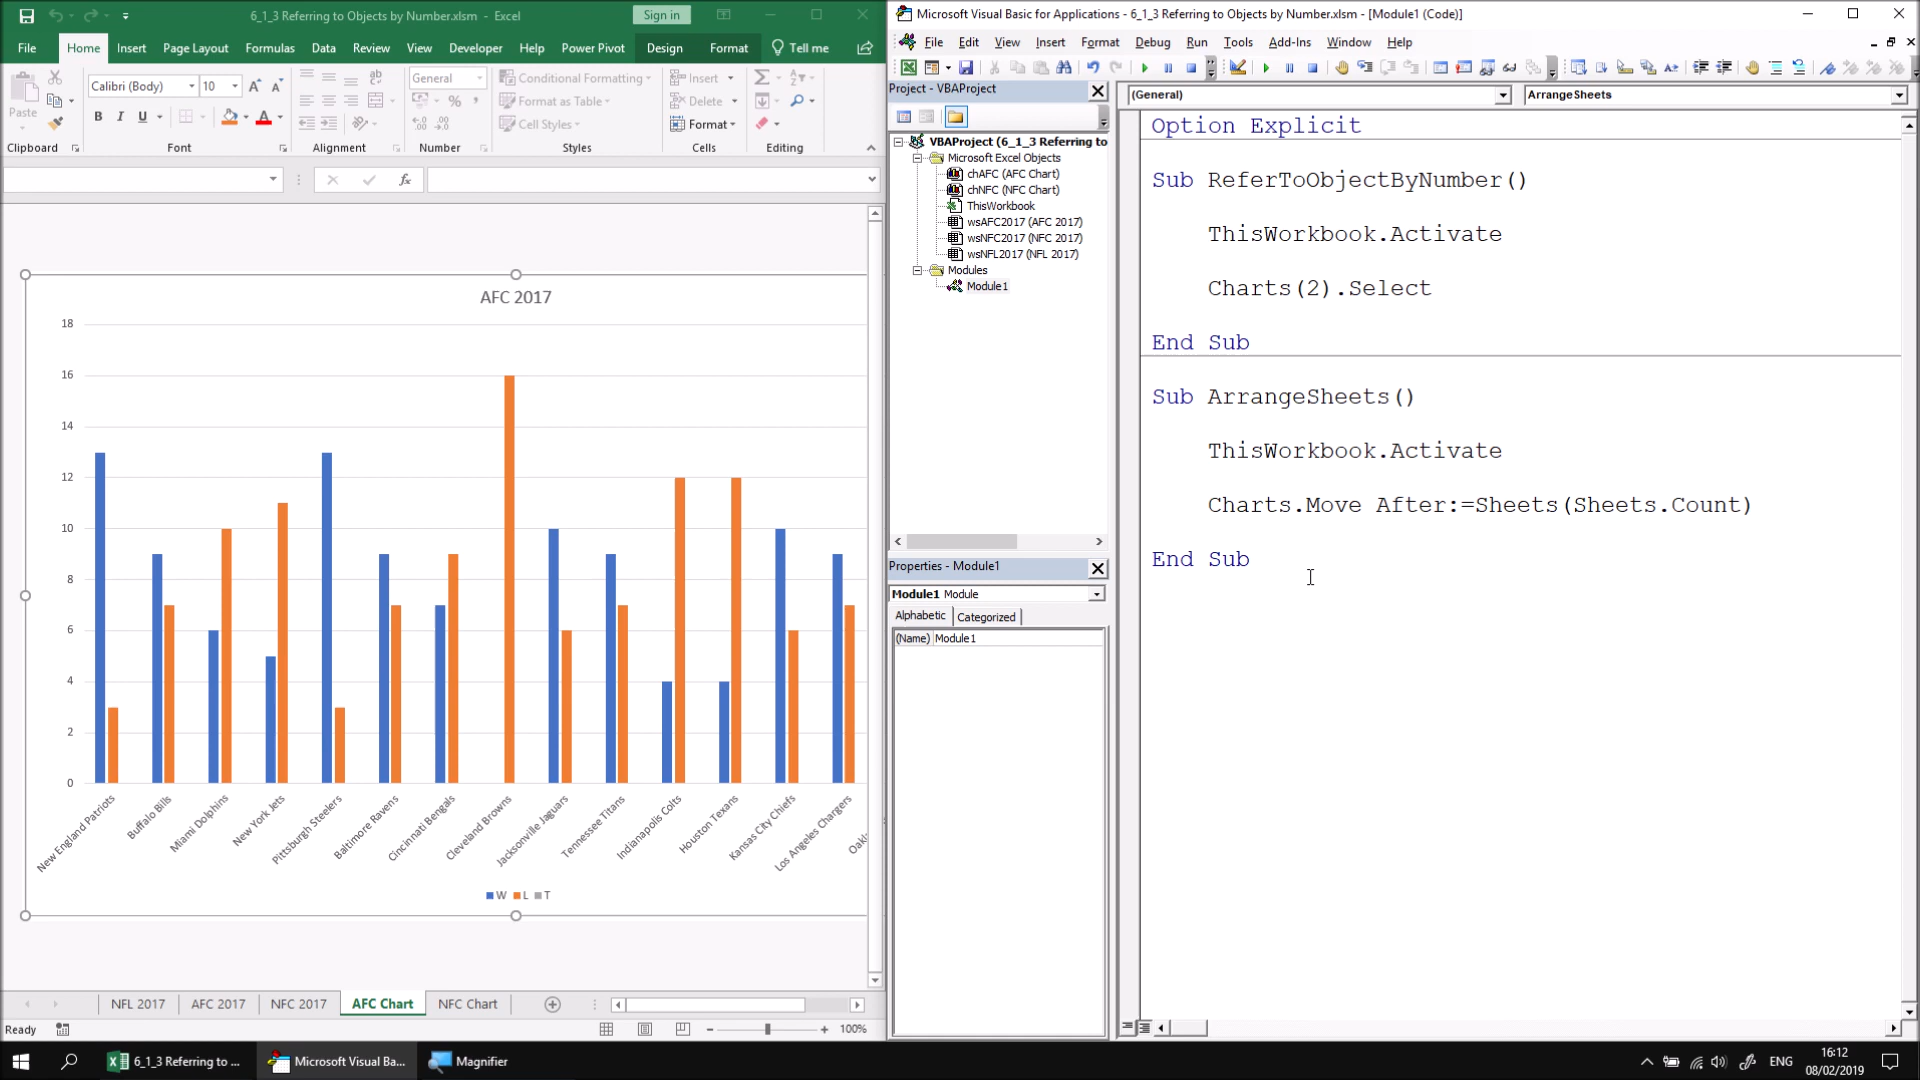 6_1_3 Referring to Objects by Number.xlsm - Excel
Sign in
File Home Insert Page Layout Formulas Data Review View Developer Help Power Pivot Design Format Tell me
Paste
Calibri (Body) 10
B I U
General
Conditional Formatting
Format as Table
Cell Styles
Insert
Delete
Format
Clipboard Font Alignment Number Styles Cells Editing
fx
AFC 2017
18
16
14
12
10
8
6
4
2
0
New England Patriots
Buffalo Bills
Miami Dolphins
New York Jets
Pittsburgh Steelers
Baltimore Ravens
Cincinnati Bengals
Cleveland Browns
Jacksonville Jaguars
Tennessee Titans
Indianapolis Colts
Houston Texans
Kansas City Chiefs
Los Angeles Chargers
Oakl
W L T
NFL 2017 AFC 2017 NFC 2017 AFC Chart NFC Chart
Ready
100%
Microsoft Visual Basic for Applications - 6_1_3 Referring to Objects by Number.xlsm - [Module1 (Code)]
File Edit View Insert Format Debug Run Tools Add-Ins Window Help
Project - VBAProject
VBAProject (6_1_3 Referring to
Microsoft Excel Objects
chAFC (AFC Chart)
chNFC (NFC Chart)
ThisWorkbook
wsAFC2017 (AFC 2017)
wsNFC2017 (NFC 2017)
wsNFL2017 (NFL 2017)
Modules
Module1
Properties - Module1
Module1 Module
Alphabetic Categorized
(Name) Module1
(General) ArrangeSheets
Option Explicit
Sub ReferToObjectByNumber()
ThisWorkbook.Activate
Charts(2).Select
End Sub
Sub ArrangeSheets()
ThisWorkbook.Activate
Charts.Move After:=Sheets(Sheets.Count)
End Sub
6_1_3 Referring to ... Microsoft Visual Ba... Magnifier
ENG
16:12
08/02/2019